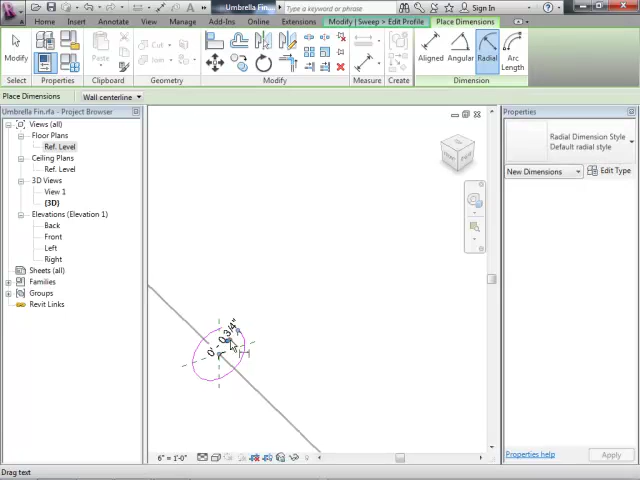 Umbrella Fin...
Type a keyword or phrase
Sign In
Home
Insert
Annotate
View
Manage
Add-Ins
Online
Extensions
Modify | Sweep > Edit Profile
Place Dimensions
Modify
Paste
Cut
Join
Aligned
Angular
Radial
Arc
Length
Select
Properties
Clipboard
Geometry
Modify
Measure
Create
Dimension
Place Dimensions
Wall centerline
Umbrella Fin.rfa - Project Browser
Views (all)
Floor Plans
Ref. Level
Ceiling Plans
Ref. Level
3D Views
View 1
{3D}
Elevations (Elevation 1)
Back
Front
Left
Right
Sheets (all)
Families
Groups
Revit Links
0' - 0 3/4"
6" = 1'-0"
Properties
Radial Dimension Style
Default radial style
New Dimensions
Edit Type
Properties help
Apply
Drag text